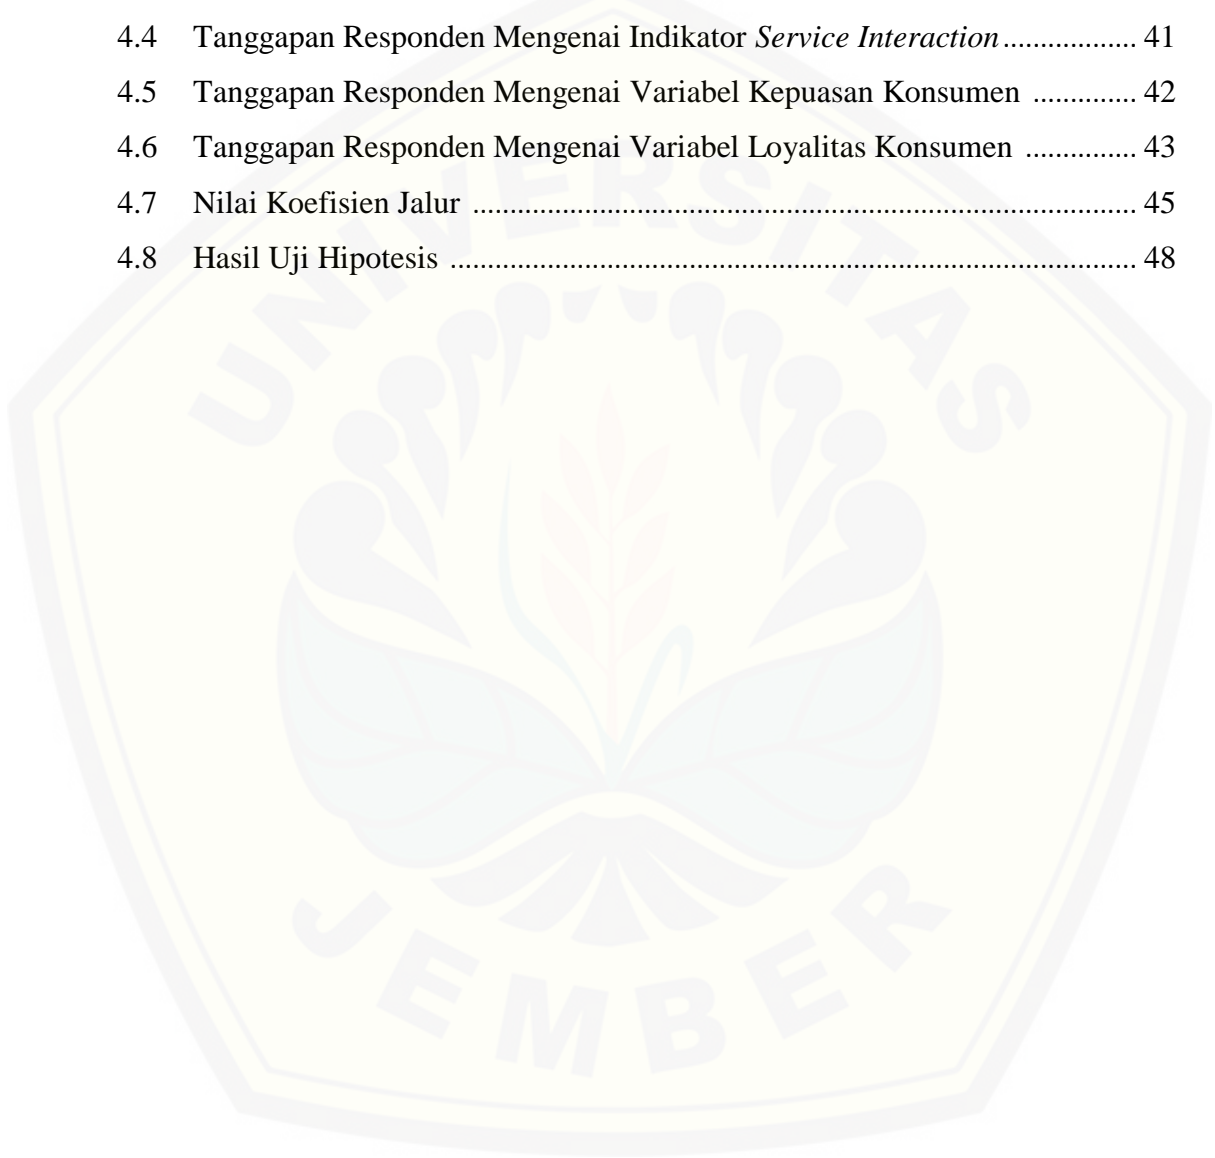 4.4 Tanggapan Responden Mengenai Indikator Service Interaction .................. 41
4.5 Tanggapan Responden Mengenai Variabel Kepuasan Konsumen .............. 42
4.6 Tanggapan Responden Mengenai Variabel Loyalitas Konsumen ............... 43
4.7 Nilai Koefisien Jalur ......................................................................................... 45
4.8 Hasil Uji Hipotesis ............................................................................................ 48
UNIVERSITAS
JEMBER